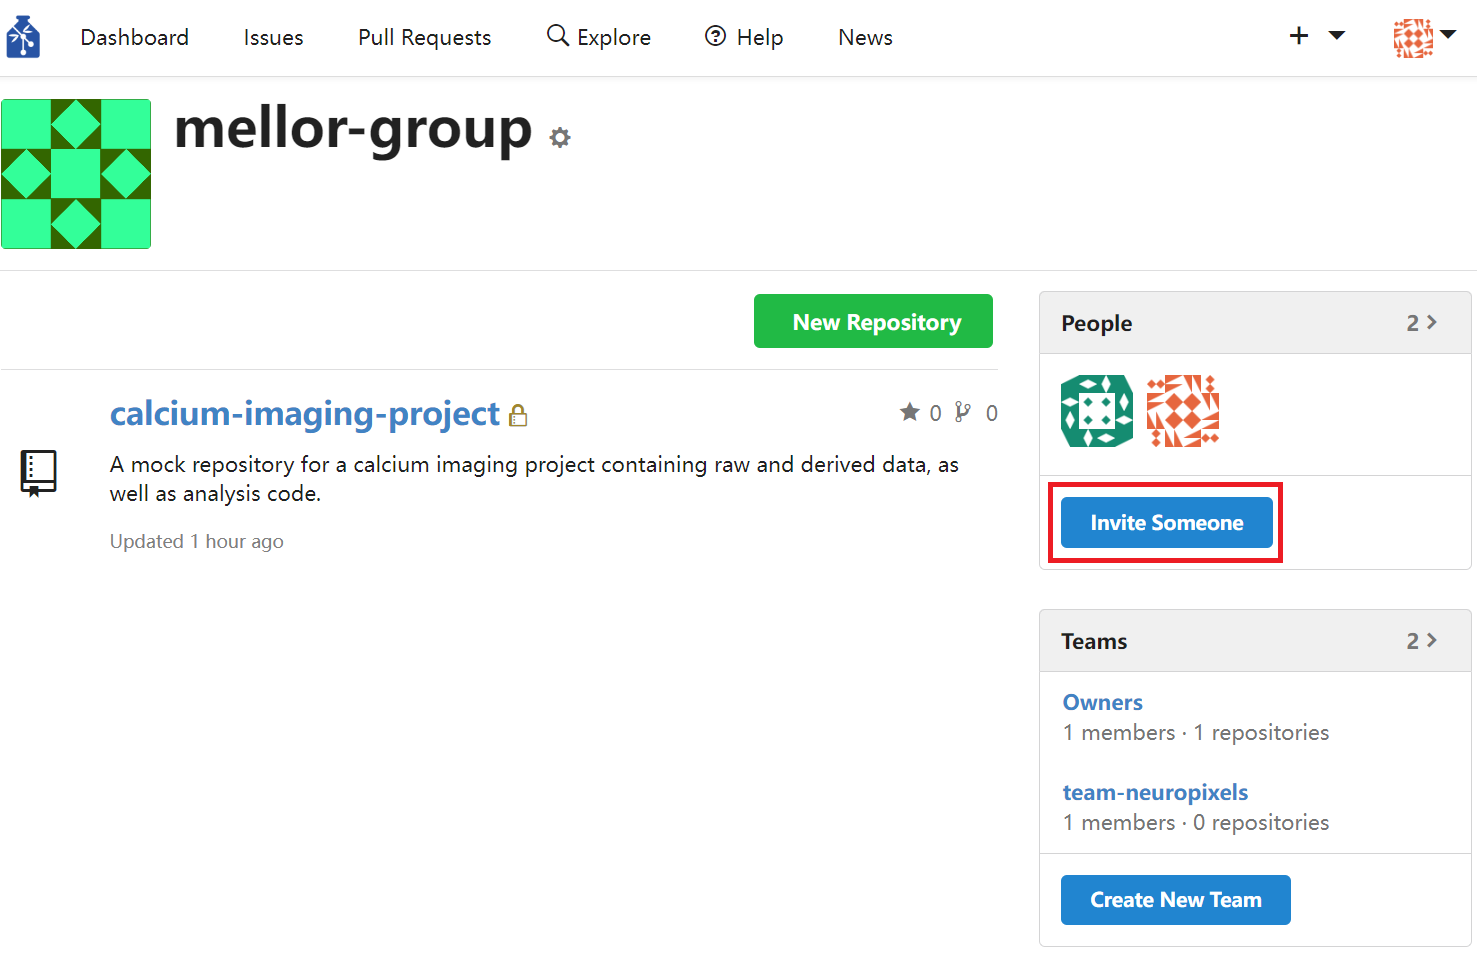 Dashboard Issues Pull Requests Explore Help News
mellor-group
New Repository
calcium-imaging-project 0 0
A mock repository for a calcium imaging project containing raw and derived data, as
well as analysis code.
Updated 1 hour ago
People 2
Invite Someone
Teams 2
Owners
1 members · 1 repositories
team-neuropixels
1 members · 0 repositories
Create New Team